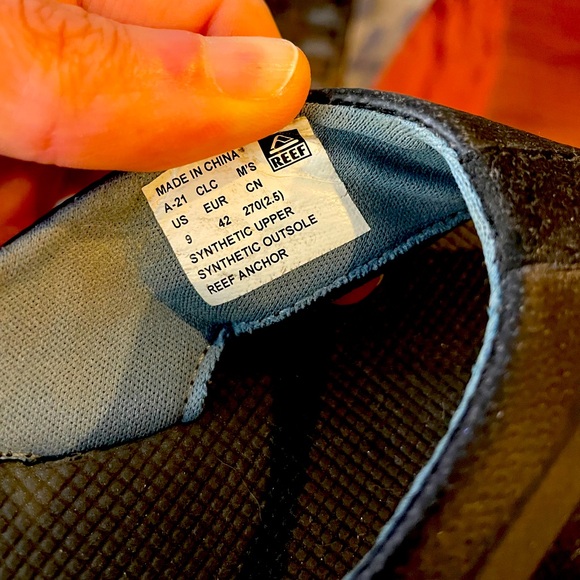 MADE IN CHINA
REEF
A-21 CLC M'S
US EUR CN
9 42 270(2.5)
SYNTHETIC UPPER
SYNTHETIC OUTSOLE
REEF ANCHOR